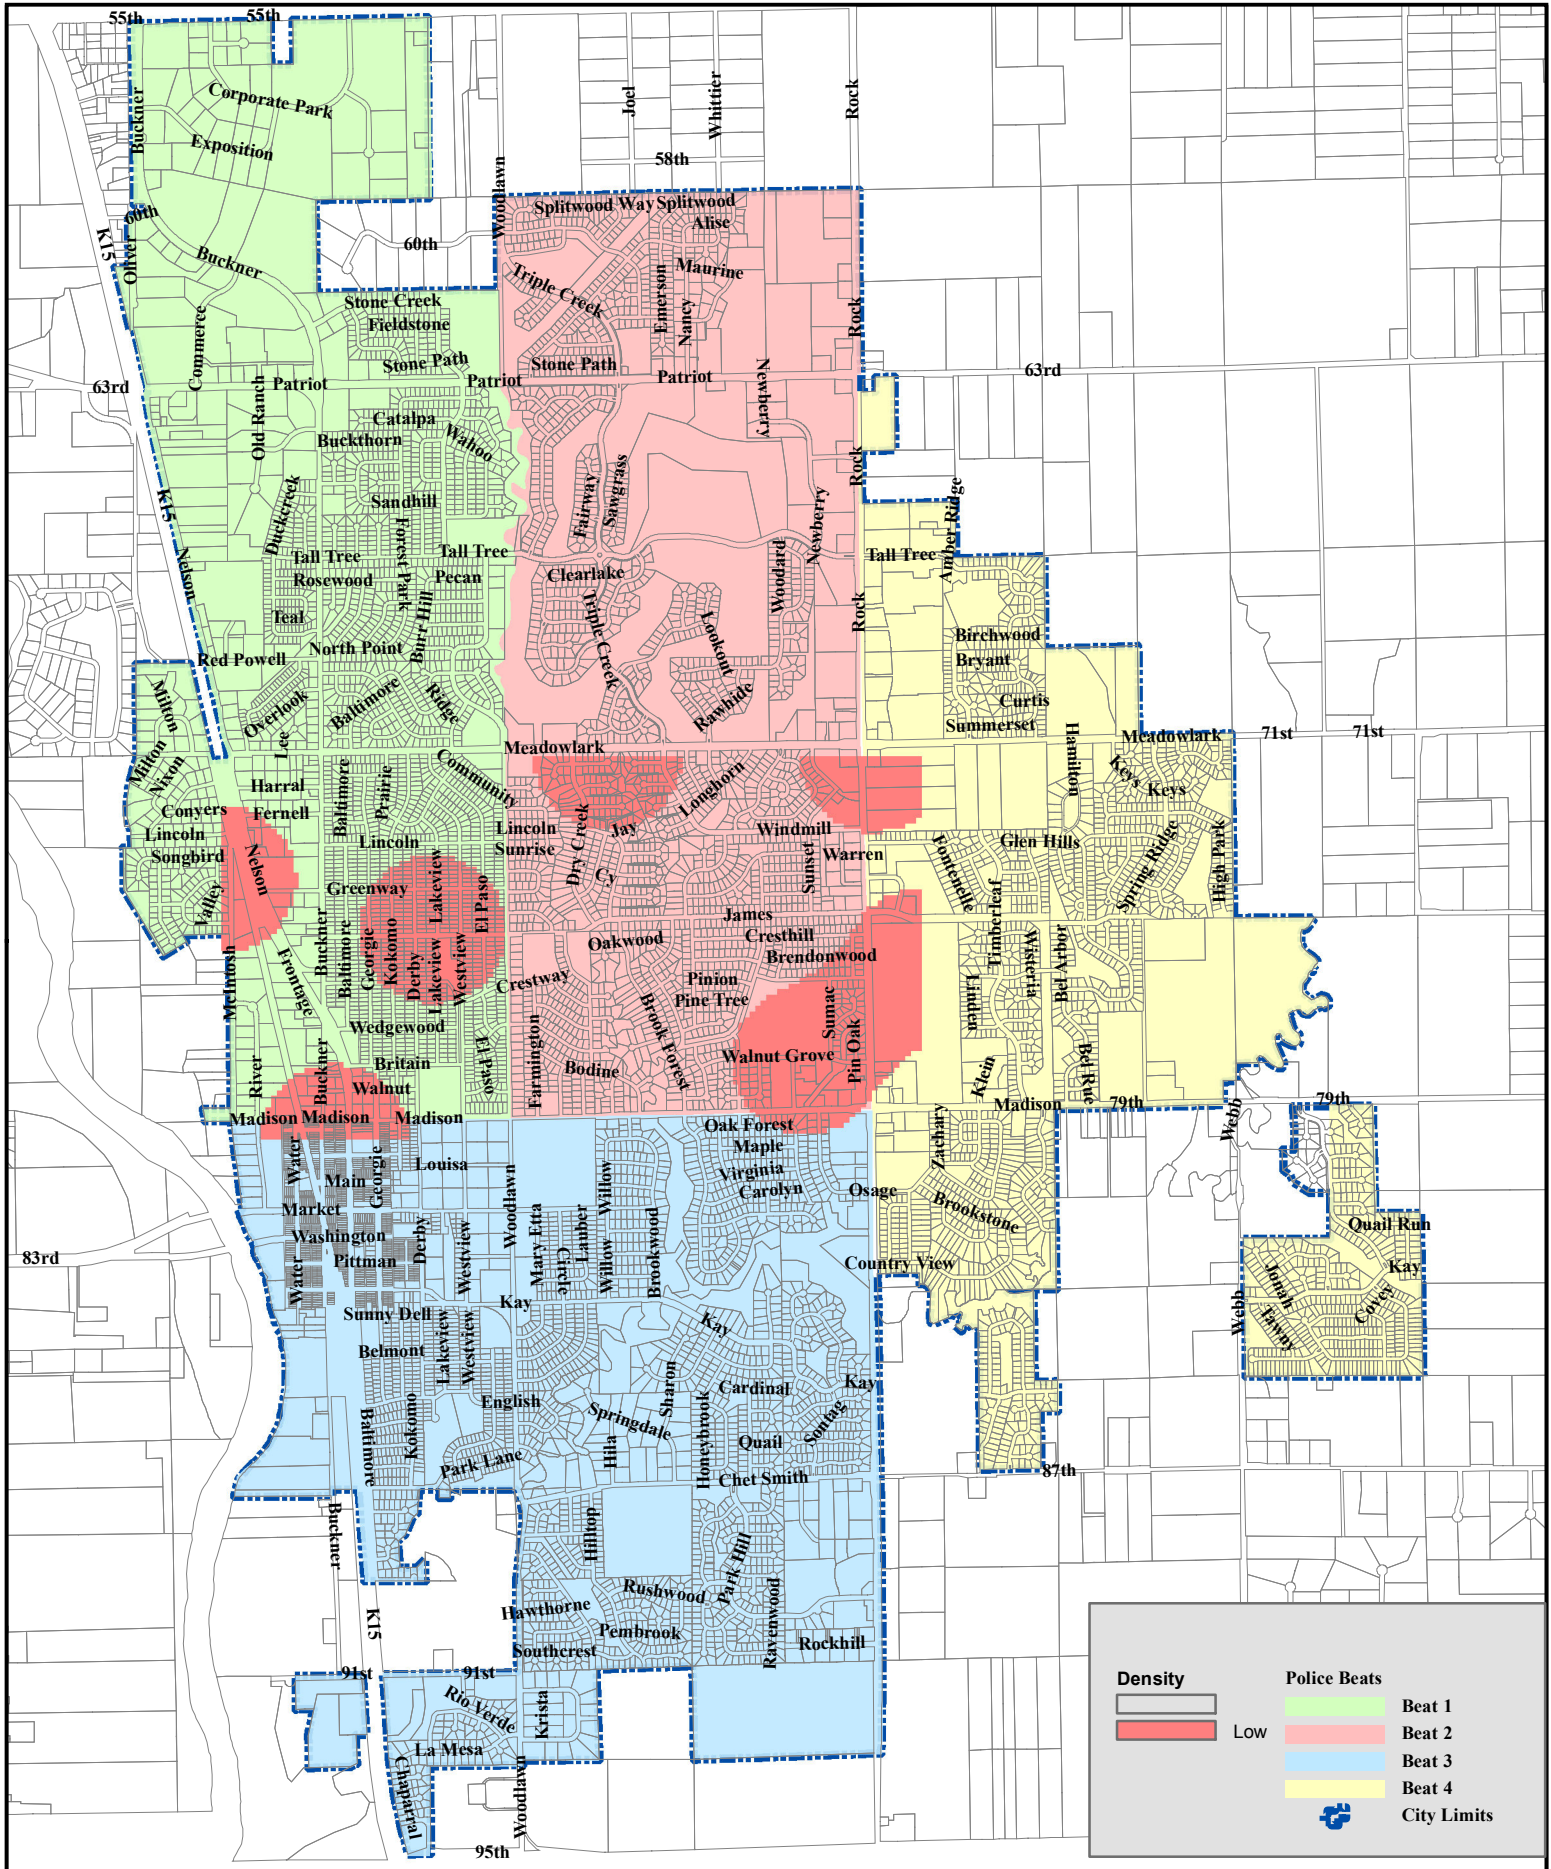 55th
55th
Buckner
Corporate Park
Exposition
Joel
Whittier
Rock
58th
Woodlawn
60th
K15
Oliver
Buckner
60th
Splitwood Way
Splitwood
Alise
Triple Creek
Emerson
Maurine
Nancy
Rock
Stone Creek
Fieldstone
Commerce
Stone Path
Stone Path
63rd
Patriot
Patriot
Patriot
Newberry
63rd
Old Ranch
Catalpa
Buckthorn
Wahoo
Rock
K15
Duckcreek
Sandhill
Fairway
Sawgrass
Newberry
Amber Ridge
Nelson
Tall Tree
Forest Park
Tall Tree
Tall Tree
Rosewood
Pecan
Clearlake
Woodard
Teal
Burr Hill
Triple Creek
Lookout
Rock
Birchwood
North Point
Red Powell
Bryant
Milton
Overlook
Baltimore
Ridge
Rawhide
Curtis
Summerset
Lee
Meadowlark
Hamilton
Meadowlark
71st
71st
Milton
Nixon
Harral
Baltimore
Prairie
Community
Longhorn
Keys
Keys
Conyers
Fernell
Lincoln
Lincoln
Lincoln
Dry Creek
Jay
Windmill
Glen Hills
Songbird
Sunrise
Sunset
Warren
Fontenelle
Spring Ridge
High Park
Nelson
Greenway
Lakeview
El Paso
Cy
Valley
Timberleaf
James
Buckner
Baltimore
Georgie
Kokomo
Derby
Lakeview
Westview
Oakwood
Cresthill
Brendonwood
Wisteria
Bel Arbor
McIntosh
Frontage
Crestway
Pinion
Pine Tree
Sumac
Linden
Wedgewood
Brook Forest
Walnut Grove
Pin Oak
River
Buckner
Britain
El Paso
Farmington
Bodine
Klein
Bel Rue
Walnut
Madison
Madison
Madison
Madison
79th
79th
Webb
Oak Forest
Maple
Zachary
Water
Georgie
Louisa
Virginia
Main
Woodlawn
Willow
Carolyn
Osage
Market
Mary Etta
Lauber
Brookstone
Quail Run
Washington
Derby
Westview
Circle
Willow
Brookwood
83rd
Pittman
Country View
Kay
Water
Jonah
Covey
Webb
Tawny
Kay
Sunny Dell
Kay
Belmont
Lakeview
Westview
Sharon
Cardinal
Kay
English
Springdale
Sontag
Baltimore
Kokomo
Honeybrook
Quail
Park Lane
Hila
Chet Smith
87th
Buckner
Hilltop
Park Hill
Rushwood
K15
Hawthorne
Ravenwood
Pembrook
Rockhill
Southcrest
91st
91st
Rio Verde
Krista
La Mesa
Chaparral
Woodlawn
95th
Density
Low
Police Beats
Beat 1
Beat 2
Beat 3
Beat 4
City Limits